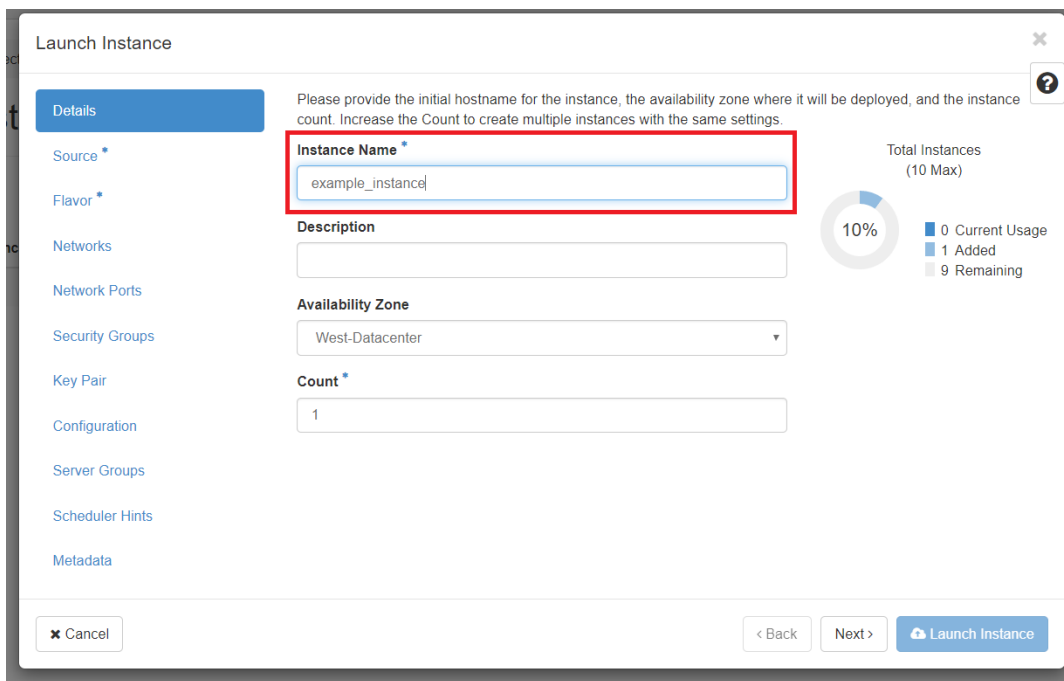 Launch Instance
Details
Source *
Flavor *
Networks
Network Ports
Security Groups
Key Pair
Configuration
Server Groups
Scheduler Hints
Metadata
Please provide the initial hostname for the instance, the availability zone where it will be deployed, and the instance
count. Increase the Count to create multiple instances with the same settings.
Instance Name *
example_instance
Description
Availability Zone
West-Datacenter
Count *
1
Total Instances
(10 Max)
10%
0 Current Usage
1 Added
9 Remaining
Cancel
< Back
Next >
Launch Instance